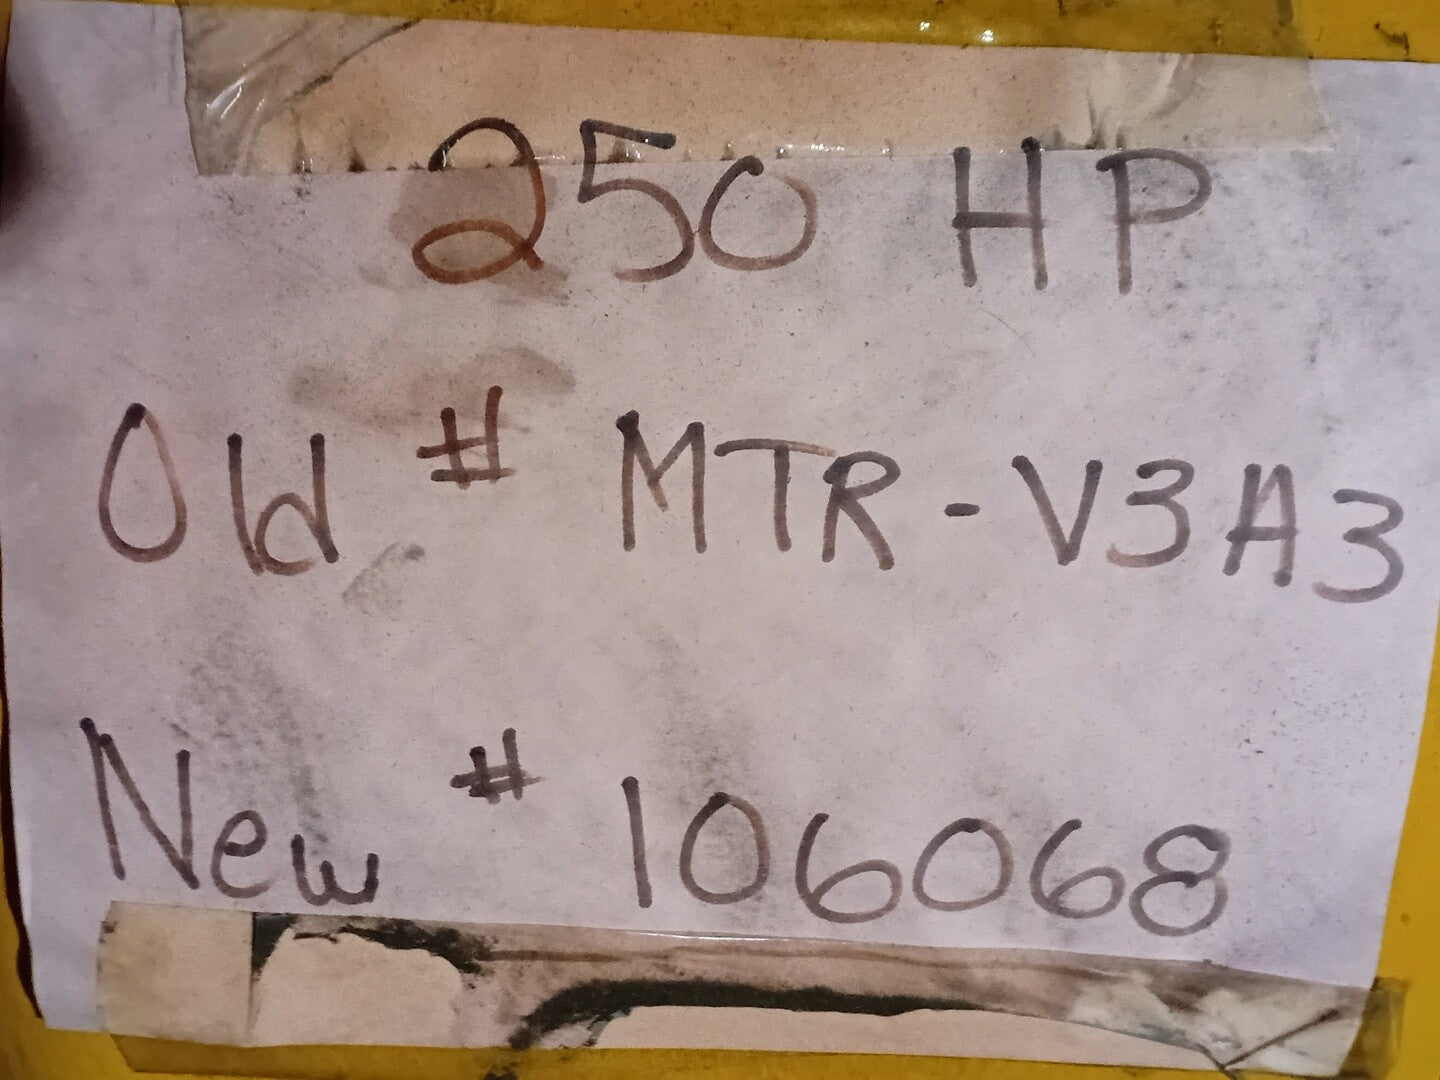 250 HP
Old # MTR-V3A3
New # 106068